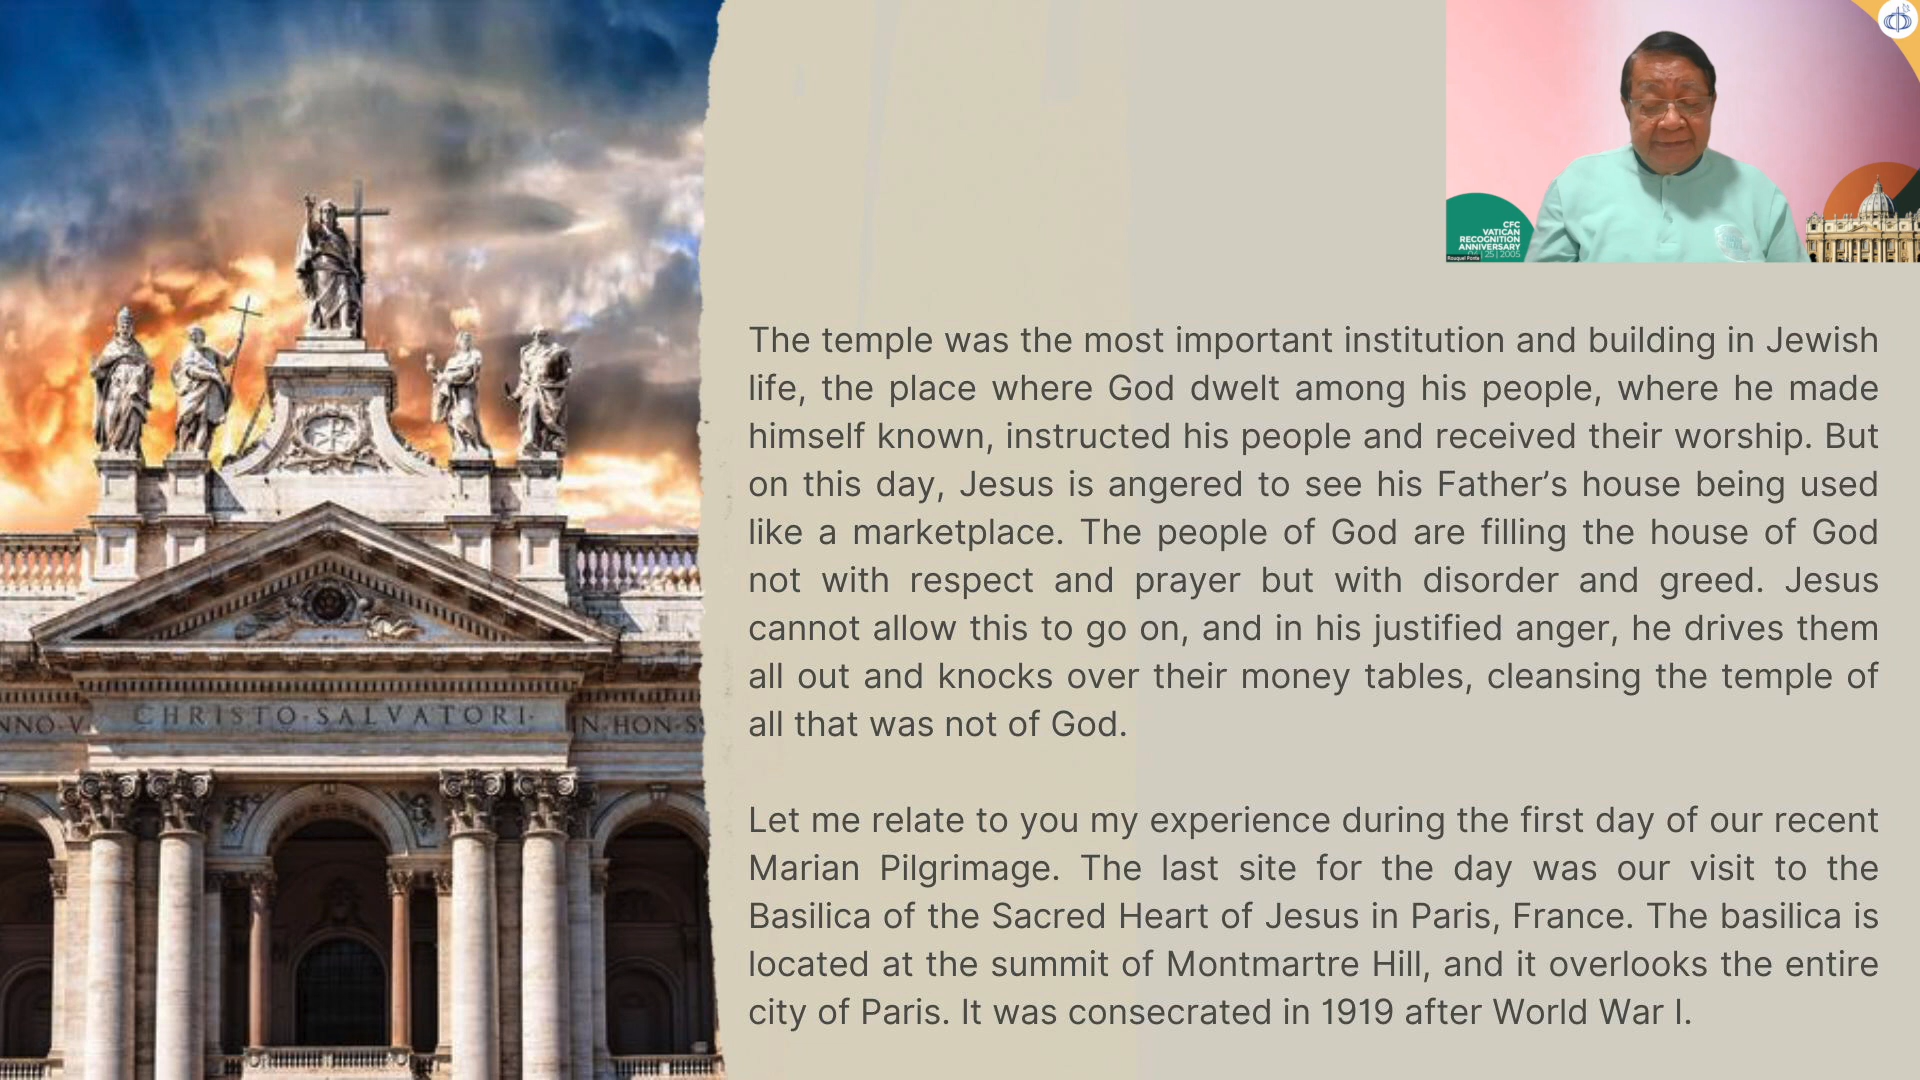 CFC
VATICAN
RECOGNITION
ANNIVERSARY
25 | 2005
Rouquel Ponte
The temple was the most important institution and building in Jewish
life, the place where God dwelt among his people, where he made
himself known, instructed his people and received their worship. But
on this day, Jesus is angered to see his Father’s house being used
like a marketplace. The people of God are filling the house of God
not with respect and prayer but with disorder and greed. Jesus
cannot allow this to go on, and in his justified anger, he drives them
all out and knocks over their money tables, cleansing the temple of
all that was not of God.
Let me relate to you my experience during the first day of our recent
Marian Pilgrimage. The last site for the day was our visit to the
Basilica of the Sacred Heart of Jesus in Paris, France. The basilica is
located at the summit of Montmartre Hill, and it overlooks the entire
city of Paris. It was consecrated in 1919 after World War I.
NNO·V CHRISTO·SALVATORI· IN·HON·S